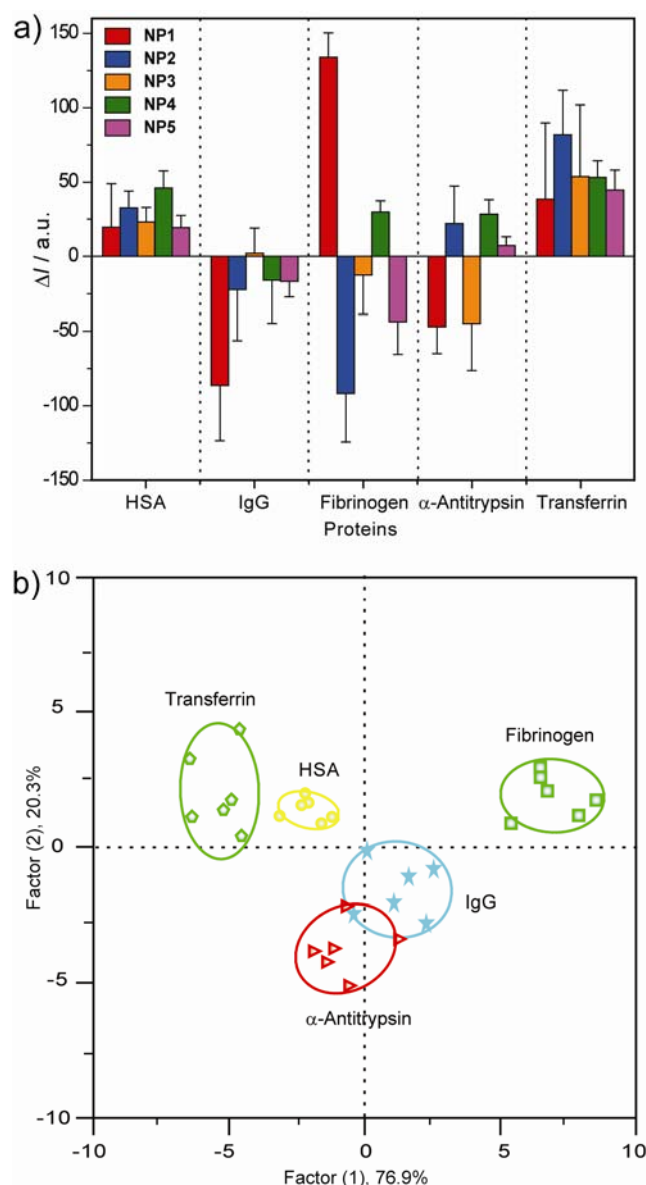 a)
150
100
50
0
-50
-100
-150
ΔI / a.u.
NP1
NP2
NP3
NP4
NP5
HSA IgG Fibrinogen α-Antitrypsin Transferrin
Proteins
b)
10
5
0
-5
-10
Factor (2), 20.3%
Transferrin
HSA
Fibrinogen
IgG
α-Antitrypsin
-10 -5 0 5 10
Factor (1), 76.9%